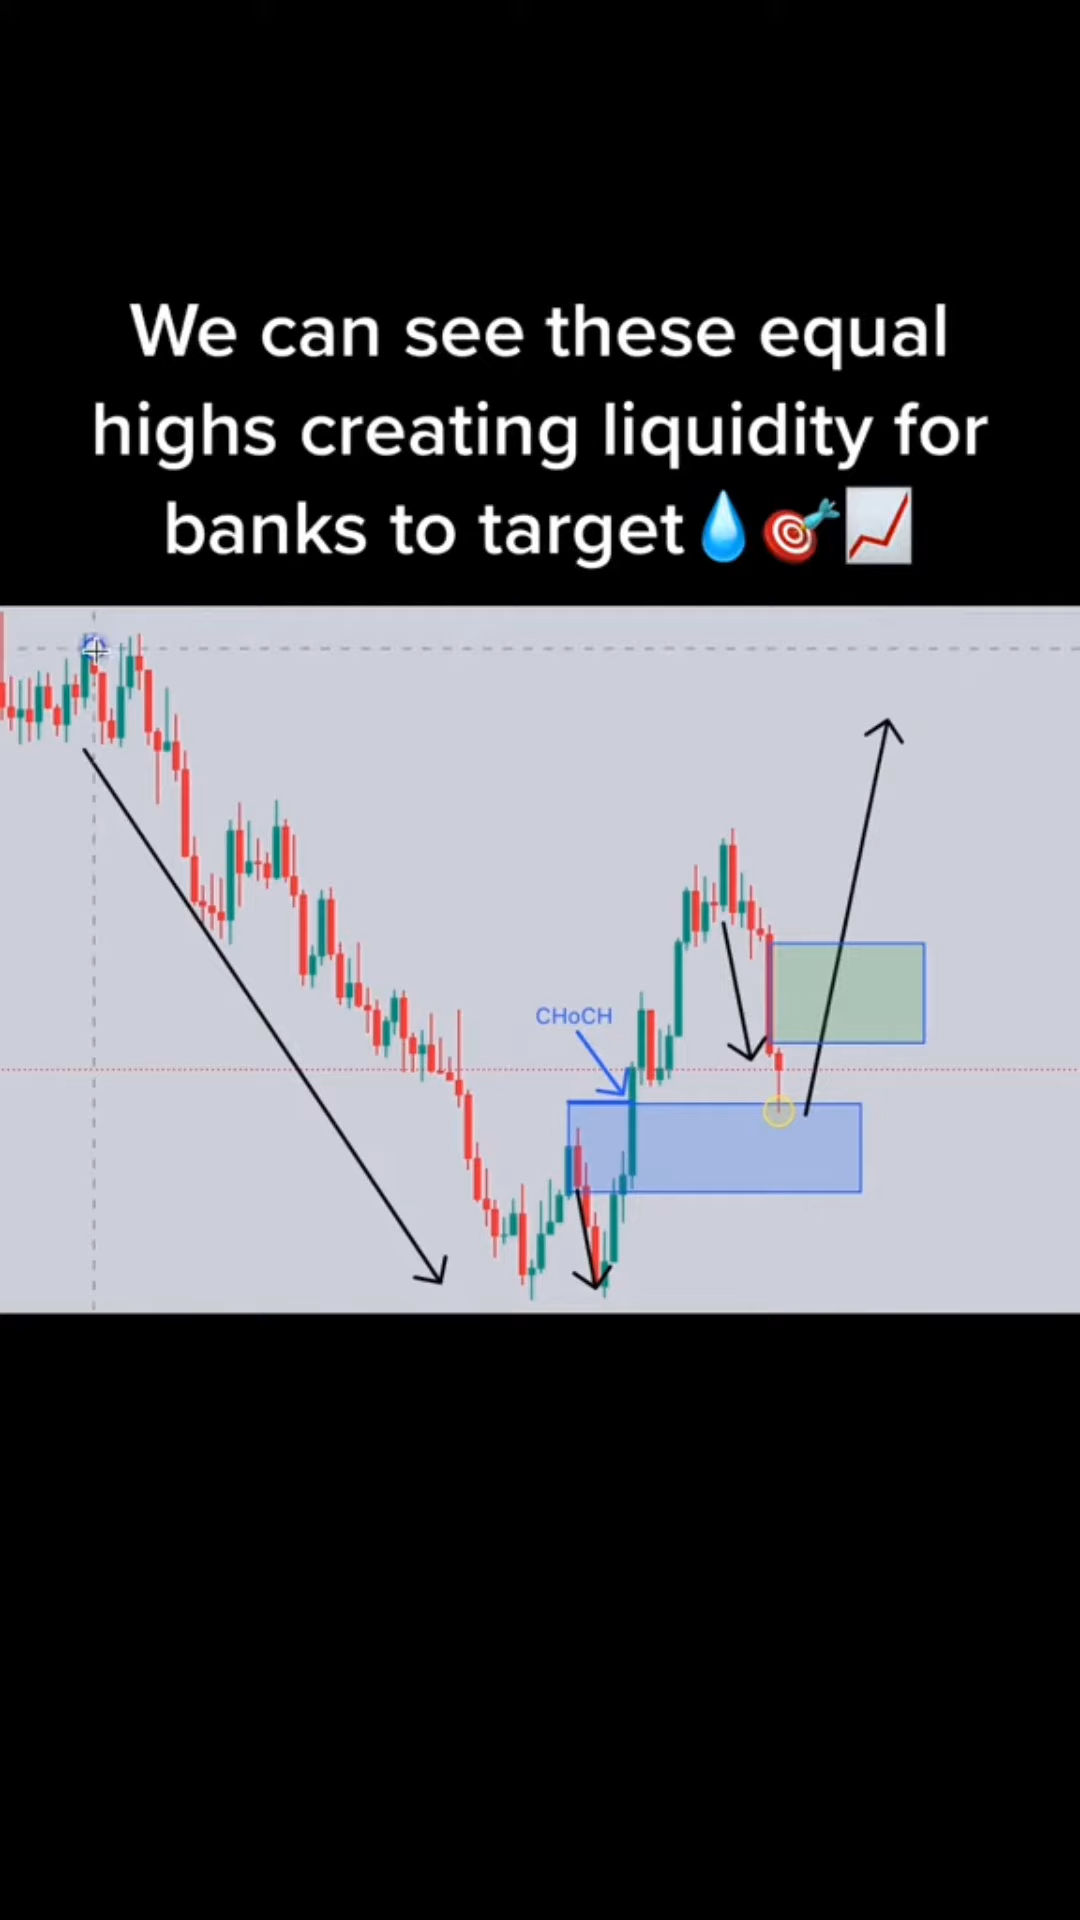 We can see these equal
highs creating liquidity for
banks to target💧🎯📈
CHoCH